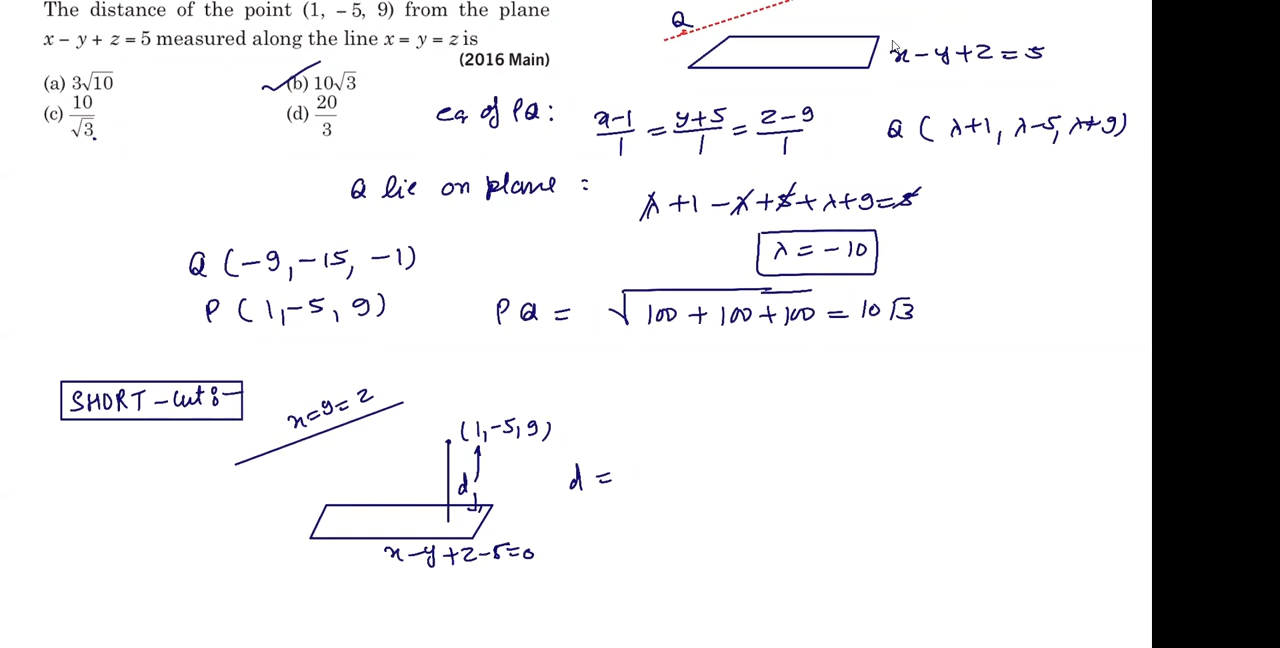 The distance of the point (1, – 5, 9) from the plane
x – y + z = 5 measured along the line x = y = z is
(2016 Main)
(a) 3√10
(b) 10√3
(c) 10/√3
(d) 20/3
Q
x - y + z = 5
eq of PQ : x-1/1 = y+5/1 = z-9/1
Q ( λ+1, λ-5, λ+9)
Q lie on plane :
λ+1 -λ+5+λ+9=5
λ = -10
Q (-9, -15, -1)
P (1, -5, 9)
PQ = √100 + 100 + 100 = 10√3
SHORT - cut :-
x=y=z
(1, -5, 9)
d
d =
x-y+z-5=0